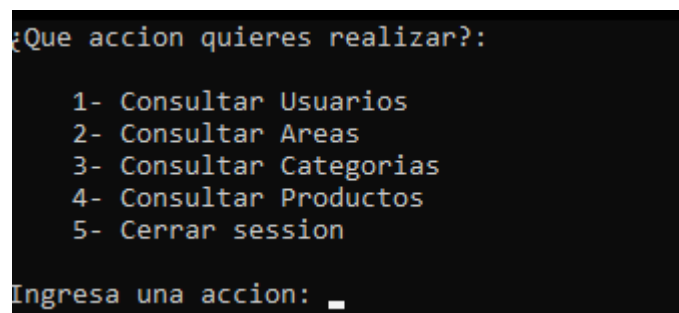 ¿Que accion quieres realizar?:
1- Consultar Usuarios
2- Consultar Areas
3- Consultar Categorias
4- Consultar Productos
5- Cerrar session
Ingresa una accion: